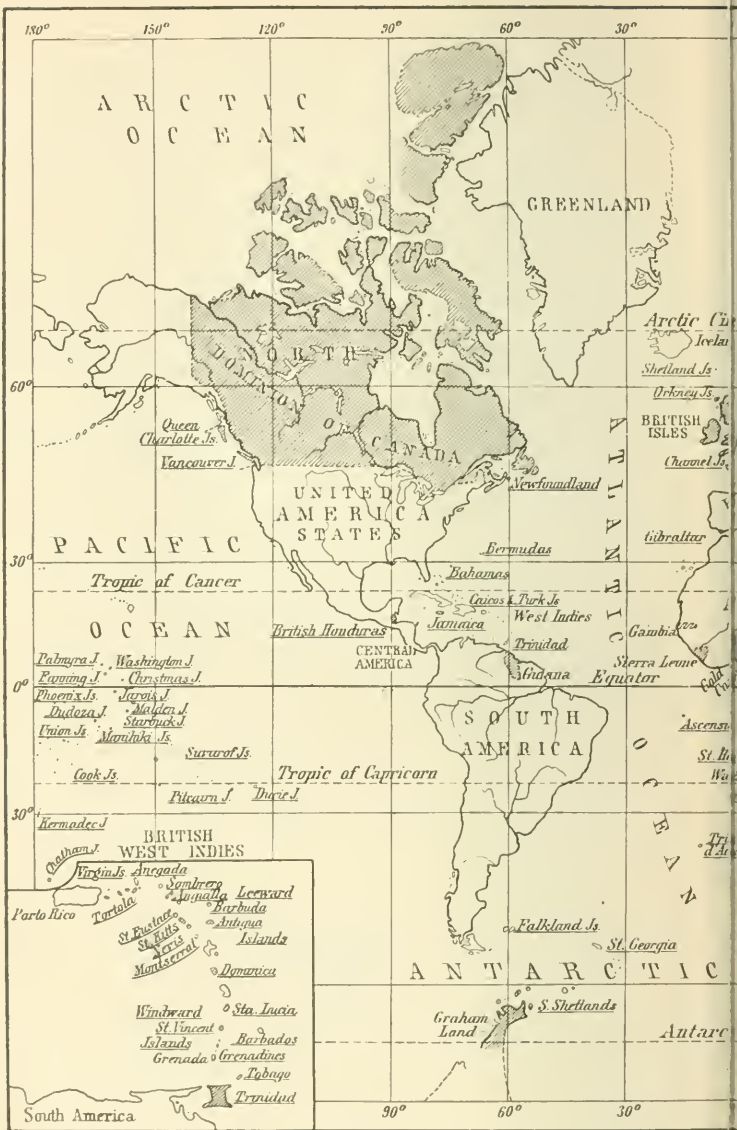 180° 150° 120° 90° 60° 30°
ARCTIC
OCEAN
GREENLAND
Arctic
Shetland Is.
Orkney Is.
60°
NORTH
DOMINION OF CANADA
BRITISH
ISLES
Queen
Charlotte Is.
Channel Is.
Vancouver I.
Newfoundland
UNITED
AMERICA
STATES
ATLANTIC
OCEAN
PACIFIC
OCEAN
Bermudas
Gibraltar
30°
Bahamas
Tropic of Cancer
Caicos & Turk Is
Jamaica
West Indies
British Honduras
Gambia
CENTRAL
AMERICA
Trinidad
Sierra Leone
Palmyra I.
Washington I.
Guiana
Equator
Gold
Fanning I.
Christmas I.
0°
Phoenix Is.
Jarvis I.
Dudoza I.
Malden I.
Starbuck I.
SOUTH
AMERICA
Union Is.
Manihiki Is.
Suvarof Is.
Cook Is.
Tropic of Capricorn
Pitcairn I.
Ducie I.
30°
Kermadec I
Chatham I.
BRITISH
WEST INDIES
Virgin Is.
Anegada
Sombrero
Anguilla
Leeward
Porto Rico
Tortola
Barbuda
St. Eustace
Antigua
St. Kitts
Islands
Nevis
Montserrat
Dominica
Windward
Sta. Lucia
St. Vincent
Islands
Barbados
Grenada
Grenadines
Tobago
Trinidad
South America
Falkland Is.
St. Georgia
ANTARCTIC
S. Shetlands
Graham
Land
90° 60° 30°